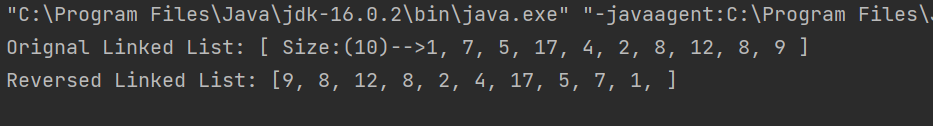 "C:\Program Files\Java\jdk-16.0.2\bin\java.exe" "-javaagent:C:\Program Files\J
Orignal Linked List: [ Size:(10)-->1, 7, 5, 17, 4, 2, 8, 12, 8, 9 ]
Reversed Linked List: [9, 8, 12, 8, 2, 4, 17, 5, 7, 1, ]